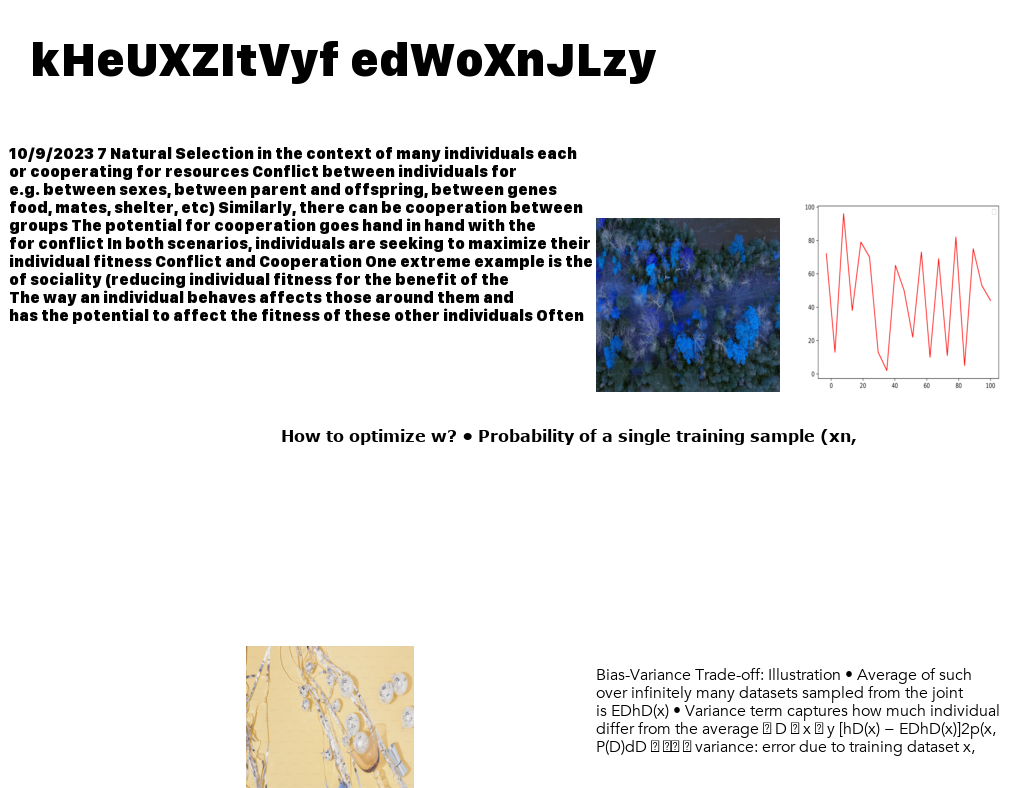 kHeUXZItVyf edWoXnJLzy
10/9/2023 7 Natural Selection in the context of many individuals each
or cooperating for resources Conflict between individuals for
e.g. between sexes, between parent and offspring, between genes
food, mates, shelter, etc) Similarly, there can be cooperation between
groups The potential for cooperation goes hand in hand with the
for conflict In both scenarios, individuals are seeking to maximize their
individual fitness Conflict and Cooperation One extreme example is the
of sociality (reducing individual fitness for the benefit of the
The way an individual behaves affects those around them and
has the potential to affect the fitness of these other individuals Often
100
80
60
40
20
0
0 20 40 60 80 100
How to optimize w? • Probability of a single training sample (xn,
Bias-Variance Trade-off: Illustration • Average of such
over infinitely many datasets sampled from the joint
is EDhD(x) • Variance term captures how much individual
differ from the average D x y [hD(x) − EDhD(x)]2p(x,
P(D)dD variance: error due to training dataset x,